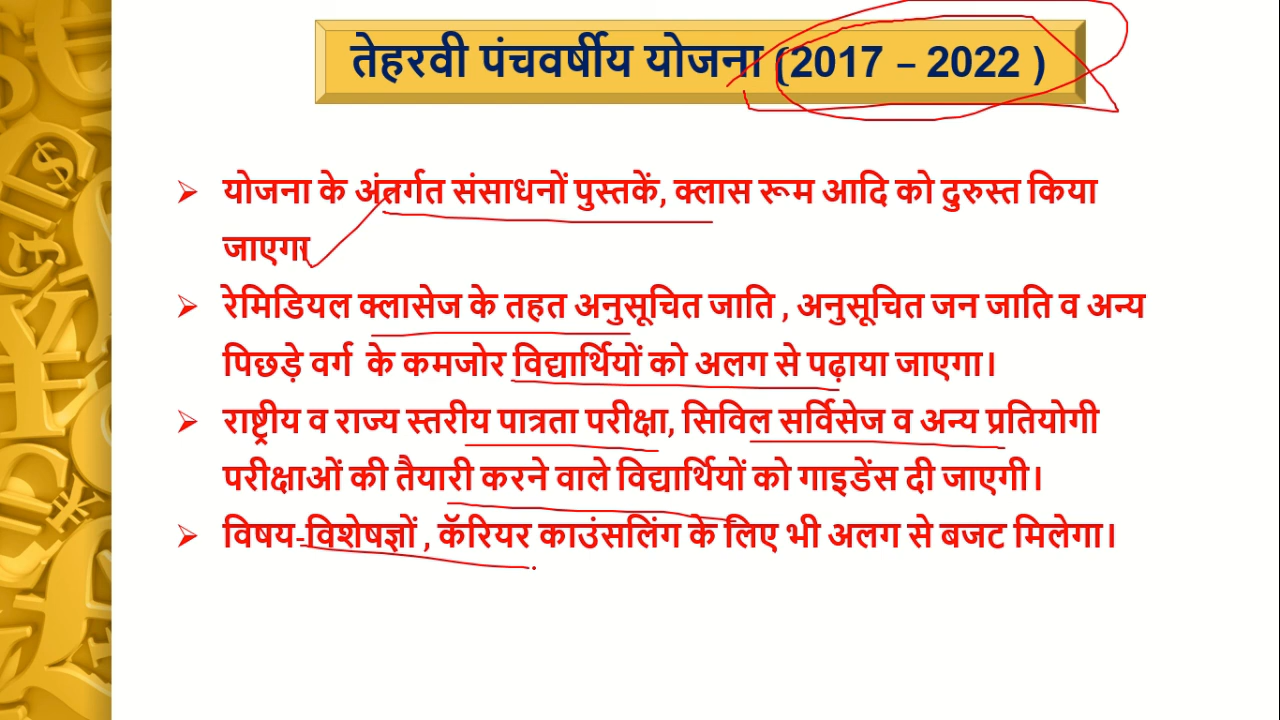 तेहरवी पंचवर्षीय योजना (2017 – 2022 )
➢ योजना के अंतर्गत संसाधनों पुस्तकें, क्लास रूम आदि को दुरुस्त किया
जाएगा
➢ रेमिडियल क्लासेज के तहत अनुसूचित जाति , अनुसूचित जन जाति व अन्य
पिछड़े वर्ग के कमजोर विद्यार्थियों को अलग से पढ़ाया जाएगा।
➢ राष्ट्रीय व राज्य स्तरीय पात्रता परीक्षा, सिविल सर्विसेज व अन्य प्रतियोगी
परीक्षाओं की तैयारी करने वाले विद्यार्थियों को गाइडेंस दी जाएगी।
➢ विषय-विशेषज्ञों , कॅरियर काउंसलिंग के लिए भी अलग से बजट मिलेगा।